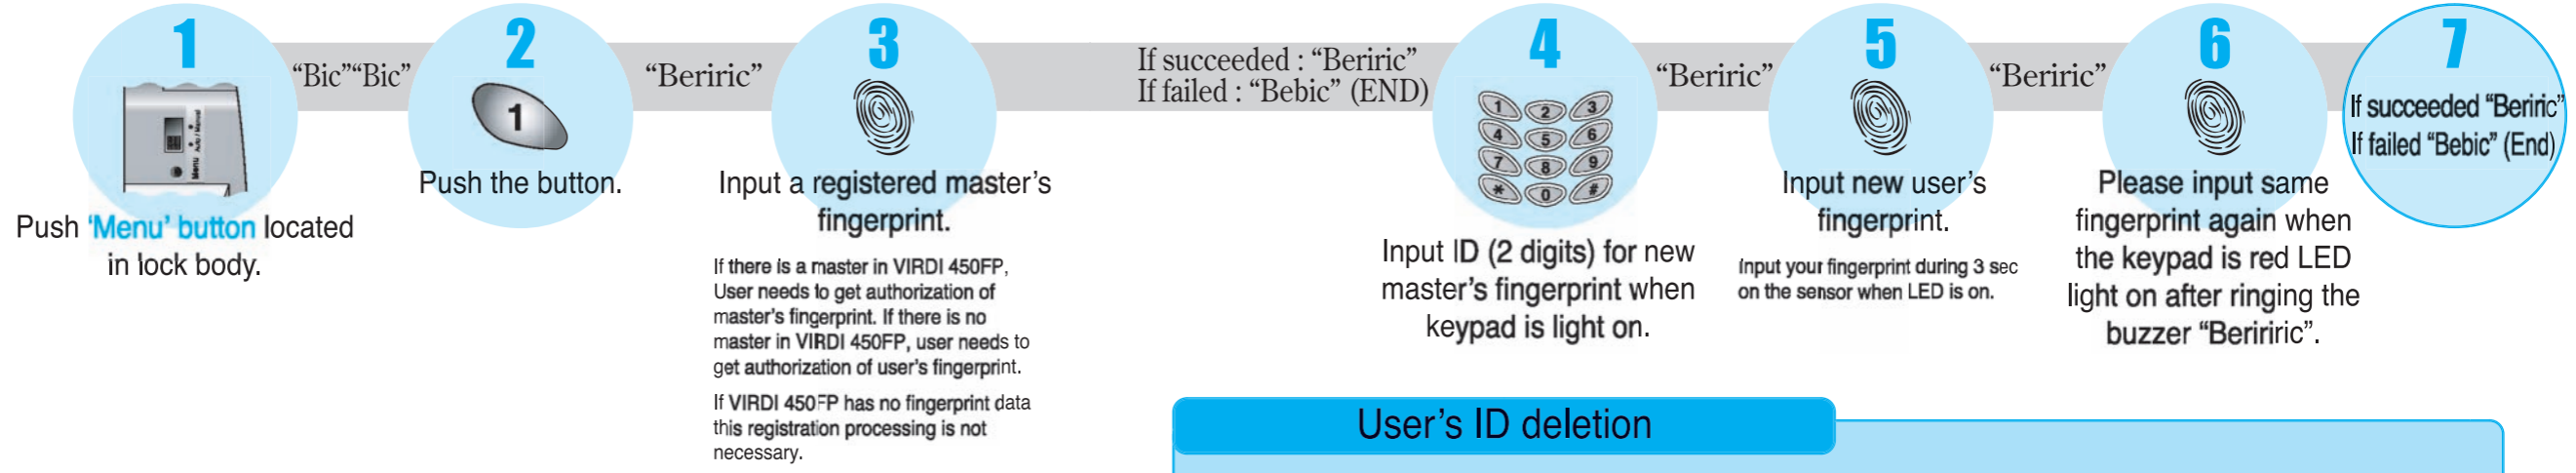 1
Menu
Auto / Manual
Push ‘Menu’ button located
in lock body.
“Bic”“Bic”
2
1
Push the button.
“Beriric”
3
Input a registered master’s
fingerprint.
If there is a master in VIRDI 450FP,
User needs to get authorization of
master’s fingerprint. If there is no
master in VIRDI 450FP, user needs to
get authorization of user’s fingerprint.
If VIRDI 450FP has no fingerprint data
this registration processing is not
necessary.
If succeeded : “Beriric”
If failed : “Bebic” (END)
4
1 2 3
4 5 6
7 8 9
* 0 #
Input ID (2 digits) for new
master’s fingerprint when
keypad is light on.
“Beriric”
5
Input new user’s
fingerprint.
Input your fingerprint during 3 sec
on the sensor when LED is on.
“Beriric”
6
Please input same
fingerprint again when
the keypad is red LED
light on after ringing the
buzzer “Beririric”.
7
If succeeded “Beriric”
If failed “Bebic” (End)
User’s ID deletion